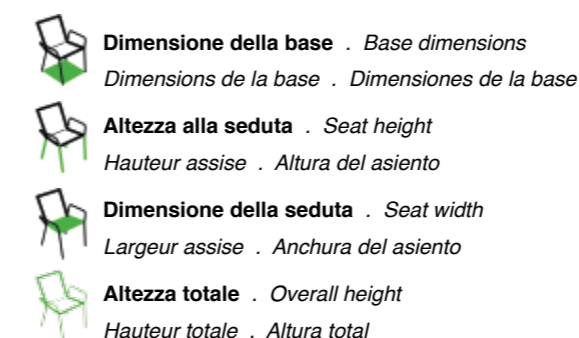 Dimensione della base . Base dimensions
Dimensions de la base . Dimensiones de la base
Altezza alla seduta . Seat height
Hauteur assise . Altura del asiento
Dimensione della seduta . Seat width
Largeur assise . Anchura del asiento
Altezza totale . Overall height
Hauteur totale . Altura total